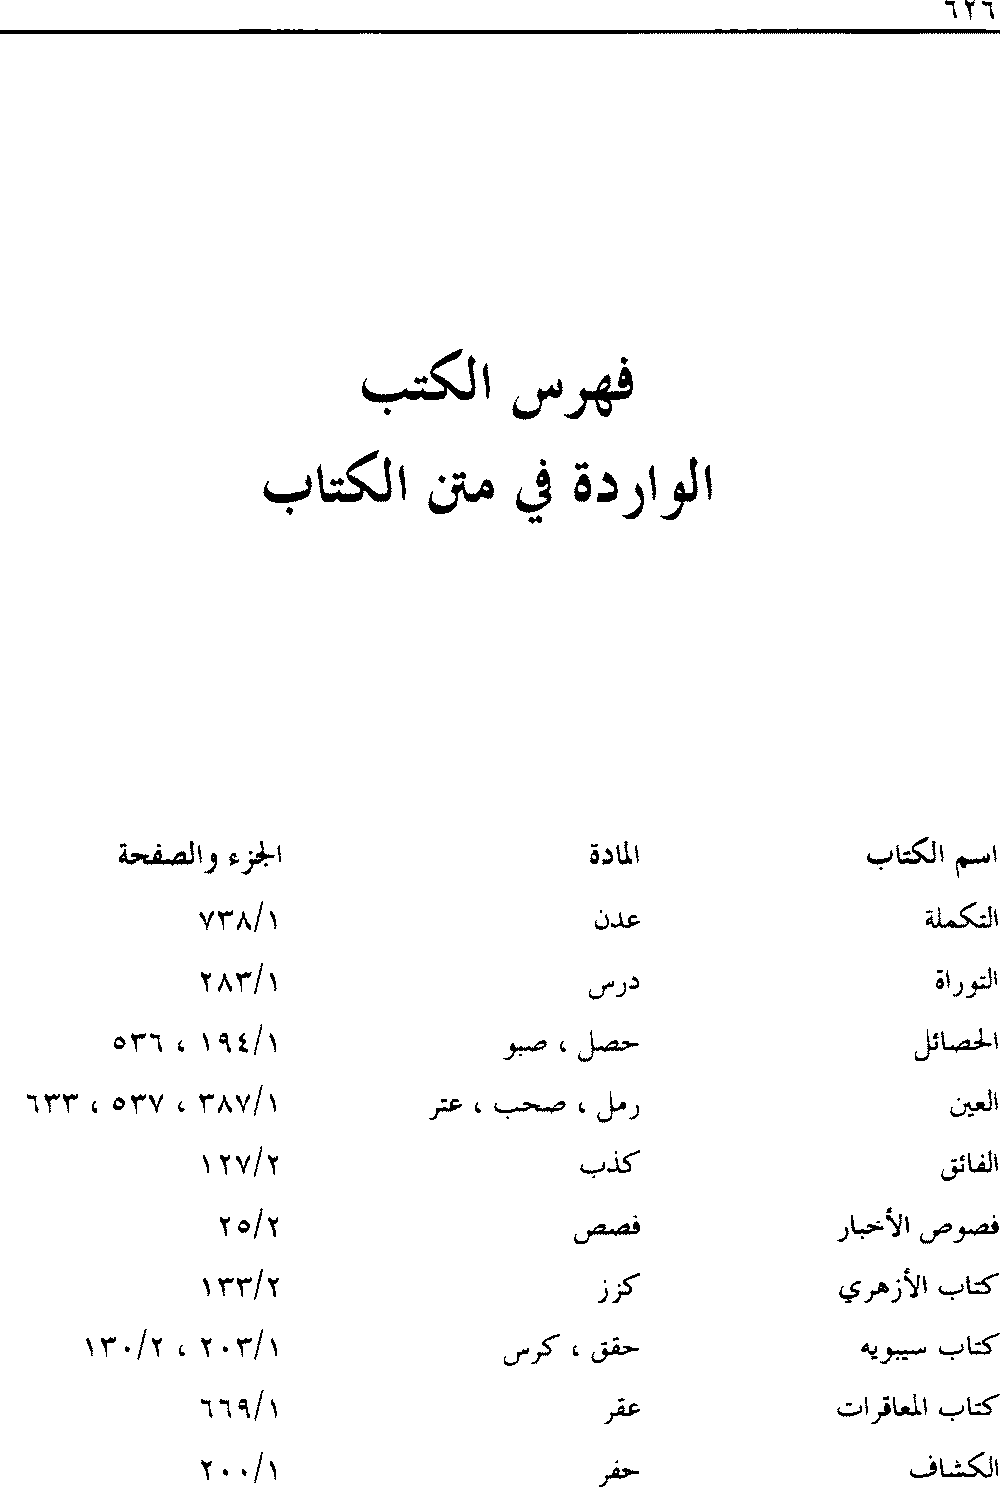 ٦٢٦
فهرس الكتب
الواردة في متن الكتاب
اسم الكتاب المادة الجزء والصفحة
التكملة عدن ٧٣٨/١
التوراة درس ٢٨٣/١
الحصائل حصل ، صبو ١٩٤/١ ، ٥٣٦
العين رمل ، صحب ، عتر ٣٨٧/١ ، ٥٣٧ ، ٦٣٣
الفائق كذب ١٢٧/٢
فصوص الأخبار فصص ٢٥/٢
كتاب الأزهري كزز ١٣٣/٢
كتاب سيبويه حقق ، كرس ٢٠٣/١ ، ١٣٠/٢
كتاب المعاقرات عقر ٦٦٩/١
الكشاف حفر ٢٠٠/١